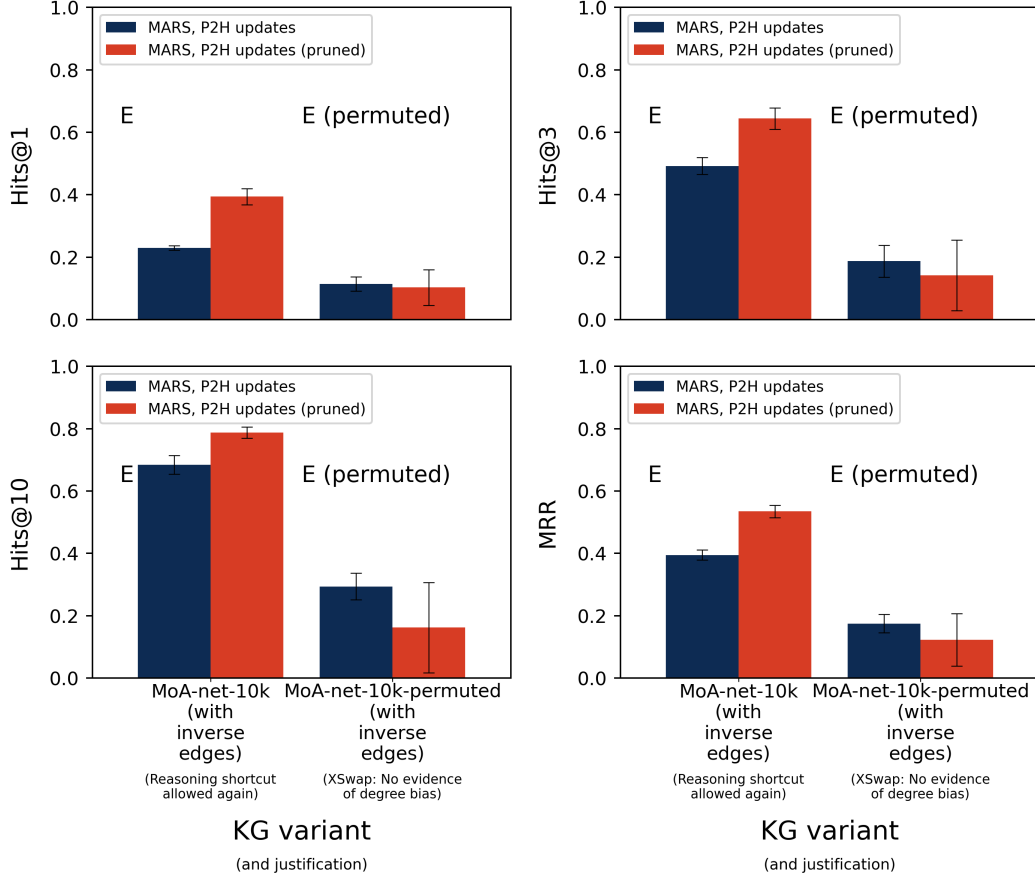 1.0
0.8
0.6
0.4
0.2
0.0
Hits@1
MARS, P2H updates
MARS, P2H updates (pruned)
E
E (permuted)
1.0
0.8
0.6
0.4
0.2
0.0
Hits@3
MARS, P2H updates
MARS, P2H updates (pruned)
E
E (permuted)
1.0
0.8
0.6
0.4
0.2
0.0
Hits@10
MARS, P2H updates
MARS, P2H updates (pruned)
E
E (permuted)
MoA-net-10k
(with
inverse
edges)
(Reasoning shortcut
allowed again)
MoA-net-10k-permuted
(with
inverse
edges)
(XSwap: No evidence
of degree bias)
KG variant
(and justification)
1.0
0.8
0.6
0.4
0.2
0.0
MRR
MARS, P2H updates
MARS, P2H updates (pruned)
E
E (permuted)
MoA-net-10k
(with
inverse
edges)
(Reasoning shortcut
allowed again)
MoA-net-10k-permuted
(with
inverse
edges)
(XSwap: No evidence
of degree bias)
KG variant
(and justification)